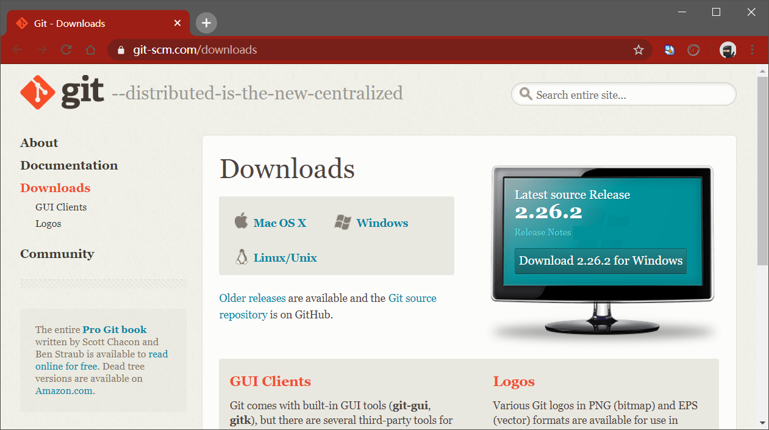 Git - Downloads
git-scm.com/downloads
git --distributed-is-the-new-centralized
Search entire site...
About
Documentation
Downloads
GUI Clients
Logos
Community
The entire Pro Git book
written by Scott Chacon and
Ben Straub is available to read
online for free. Dead tree
versions are available on
Amazon.com.
Downloads
Mac OS X
Windows
Linux/Unix
Older releases are available and the Git source
repository is on GitHub.
Latest source Release
2.26.2
Release Notes
Download 2.26.2 for Windows
GUI Clients
Git comes with built-in GUI tools (git-gui,
gitk), but there are several third-party tools for
Logos
Various Git logos in PNG (bitmap) and EPS
(vector) formats are available for use in